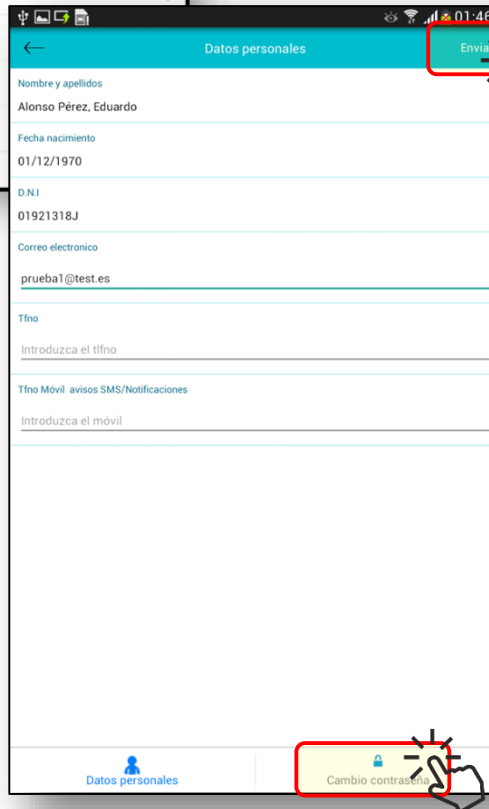 01:46
Datos personales
Envia
Nombre y apellidos
Alonso Pérez, Eduardo
Fecha nacimiento
01/12/1970
D.N.I
01921318J
Correo electronico
prueba1@test.es
Tfno
Introduzca el tlfno
Tfno Móvil avisos SMS/Notificaciones
Introduzca el móvil
Datos personales
Cambio contraseña